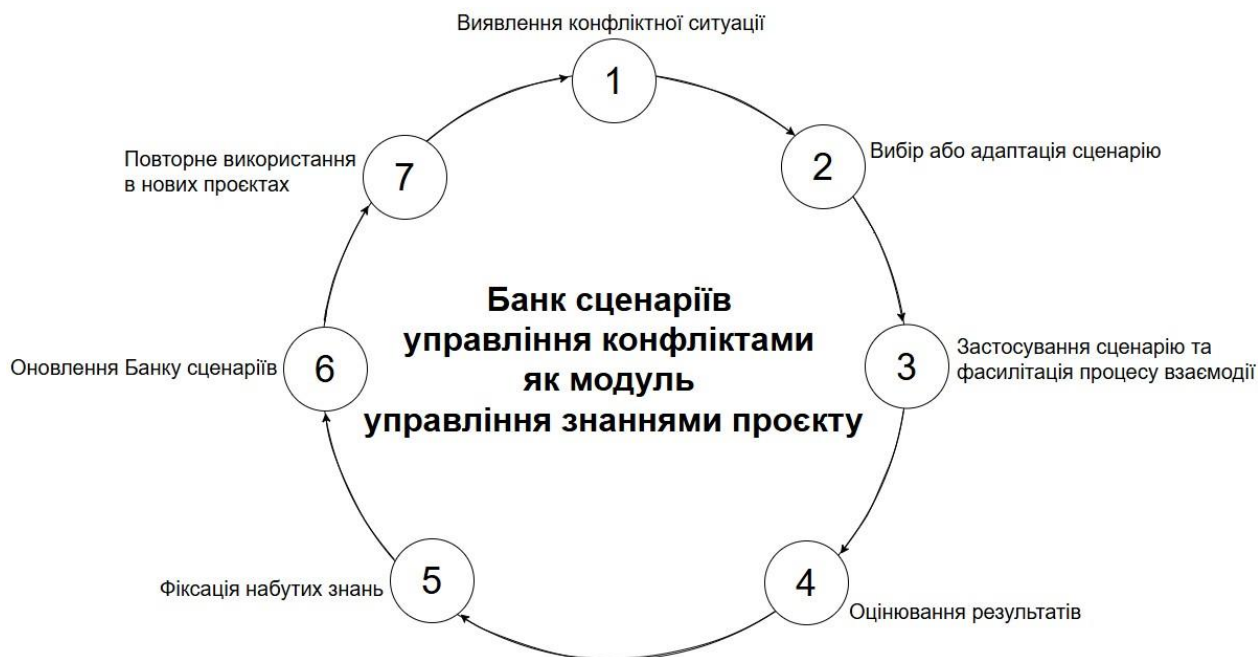 Виявлення конфліктної ситуації
1
2
Вибір або адаптація сценарію
3
Застосування сценарію та
фасилітація процесу взаємодії
4
Оцінювання результатів
5
Фіксація набутих знань
6
Оновлення Банку сценаріїв
7
Повторне використання
в нових проєктах
Банк сценаріїв
управління конфліктами
як модуль
управління знаннями проєкту